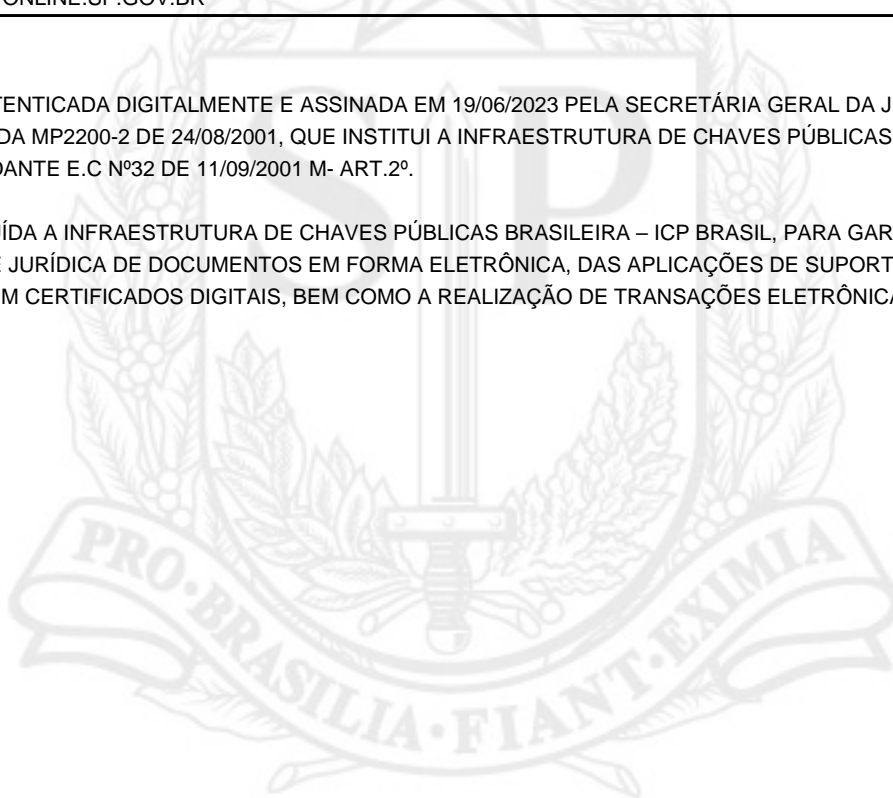 ONLINE.SP.GOV.BR
TENTICADA DIGITALMENTE E ASSINADA EM 19/06/2023 PELA SECRETÁRIA GERAL DA J
DA MP2200-2 DE 24/08/2001, QUE INSTITUI A INFRAESTRUTURA DE CHAVES PÚBLICAS
DANTE E.C Nº32 DE 11/09/2001 M- ART.2º.
ÍDA A INFRAESTRUTURA DE CHAVES PÚBLICAS BRASILEIRA – ICP BRASIL, PARA GAR
E JURÍDICA DE DOCUMENTOS EM FORMA ELETRÔNICA, DAS APLICAÇÕES DE SUPORT
M CERTIFICADOS DIGITAIS, BEM COMO A REALIZAÇÃO DE TRANSAÇÕES ELETRÔNICA
SP
PRO·BRASILIA·FIANT·EXIMIA